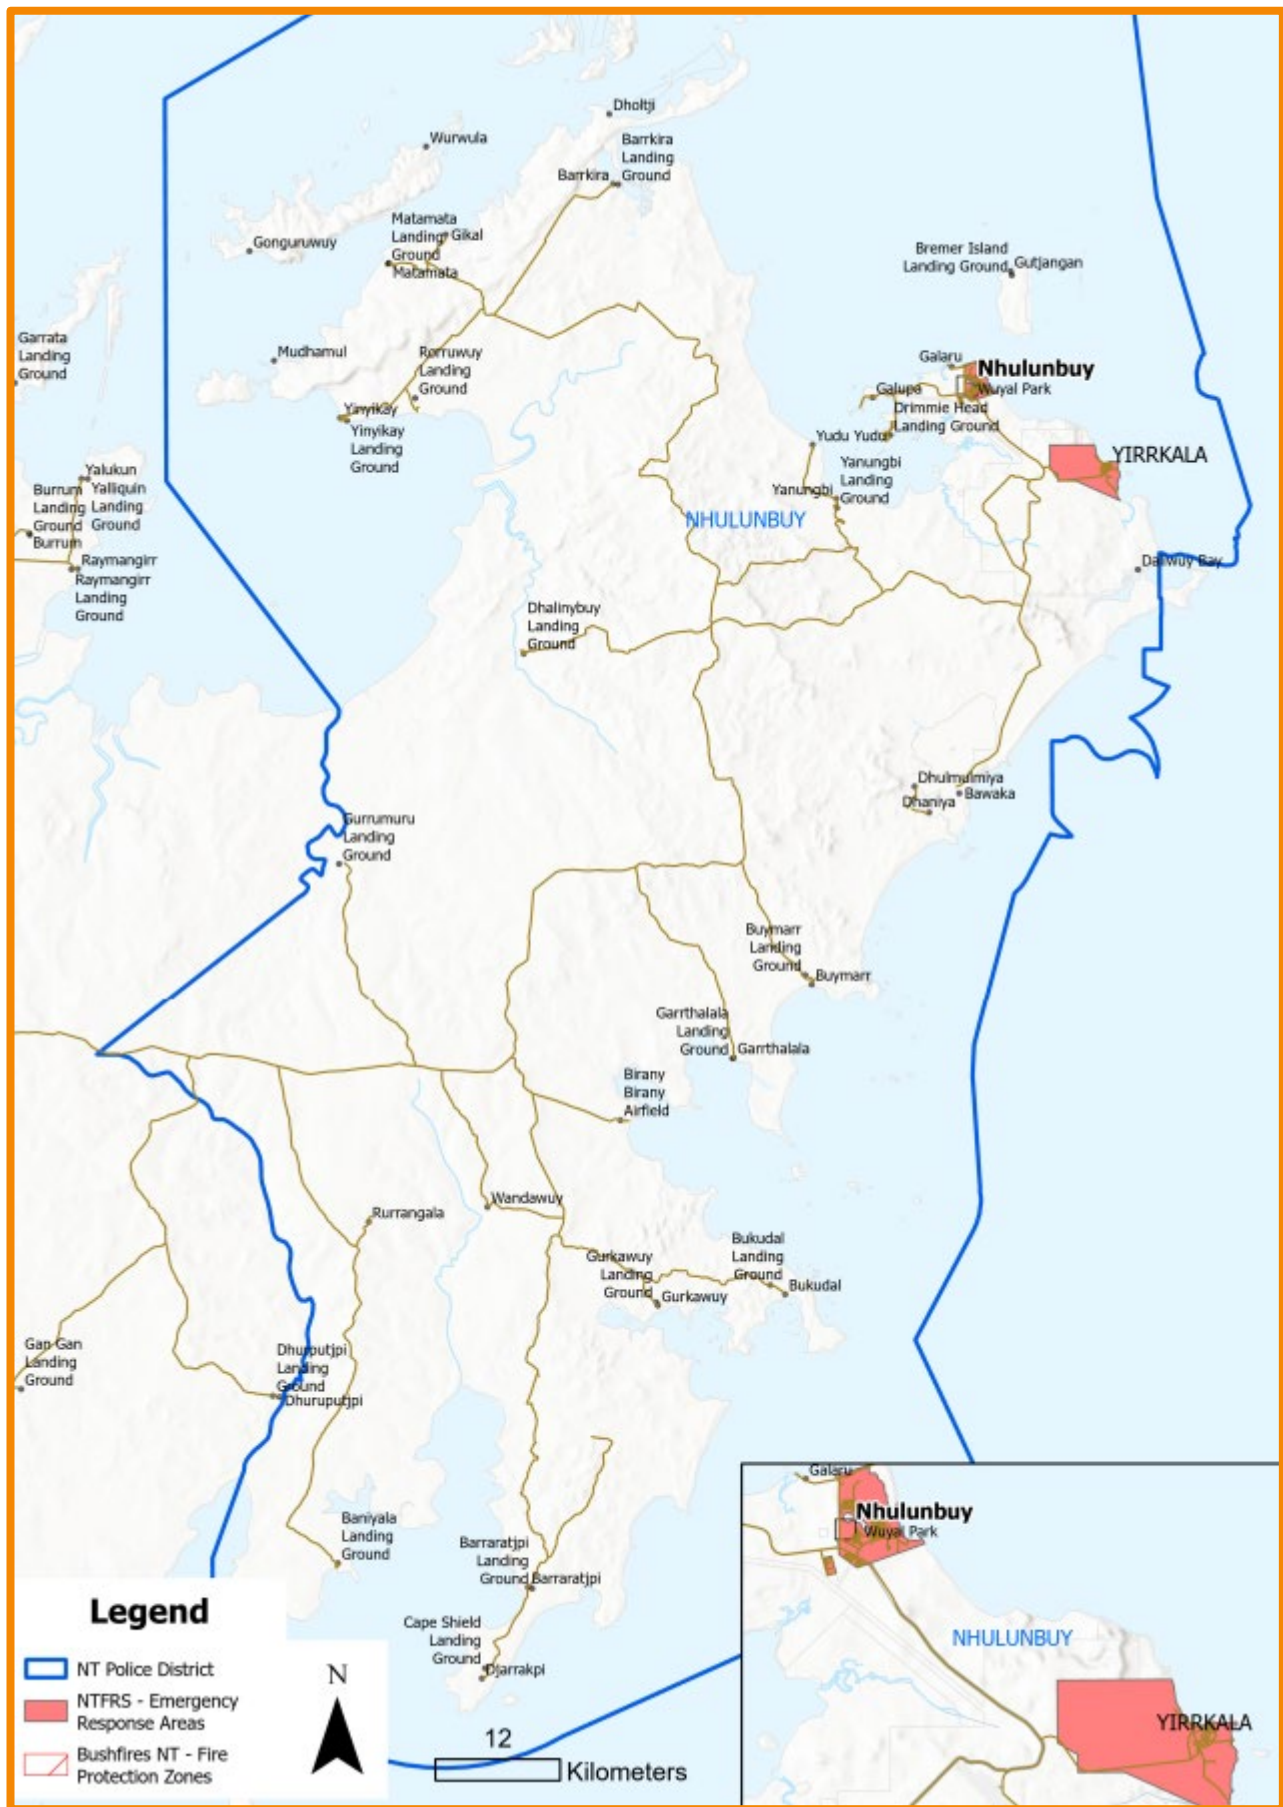 Dholtji
Wurwula
Barrkira
Landing
Ground
Barrkira
Matamata
Landing
Ground
Gikal
Matamata
Gonguruwuy
Bremer Island
Landing Ground
Gutjangan
Garrata
Landing
Ground
Mudhamul
Rorruwuy
Landing
Ground
Galaru
Nhulunbuy
Wuyal Park
Galupa
Drimmie Head
Landing Ground
Yinyikay
Yinyikay
Landing
Ground
Yudu Yudu
YIRRKALA
Yanungbi
Landing
Ground
Yanungbi
NHULUNBUY
Yalukun
Yalliquin
Landing
Ground
Burrum
Landing
Ground
Burrum
Raymangirr
Raymangirr
Landing
Ground
Daliwuy Bay
Dhalinybuy
Landing
Ground
Dhulmulmiya
Bawaka
Dhaniya
Gurrumuru
Landing
Ground
Buymarr
Landing
Ground
Buymarr
Garrthalala
Landing
Ground
Garrthalala
Birany
Birany
Airfield
Wandawuy
Rurrangala
Bukudal
Landing
Ground
Bukudal
Gurkawuy
Landing
Ground
Gurkawuy
Gan Gan
Landing
Ground
Dhurputjpi
Landing
Ground
Dhuruputjpi
Baniyala
Landing
Ground
Barraratjpi
Landing
Ground
Barraratjpi
Cape Shield
Landing
Ground
Djarrakpi
Galaru
Nhulunbuy
Wuyal Park
NHULUNBUY
YIRRKALA
Legend
NT Police District
NTFRS - Emergency
Response Areas
Bushfires NT - Fire
Protection Zones
N
12
Kilometers